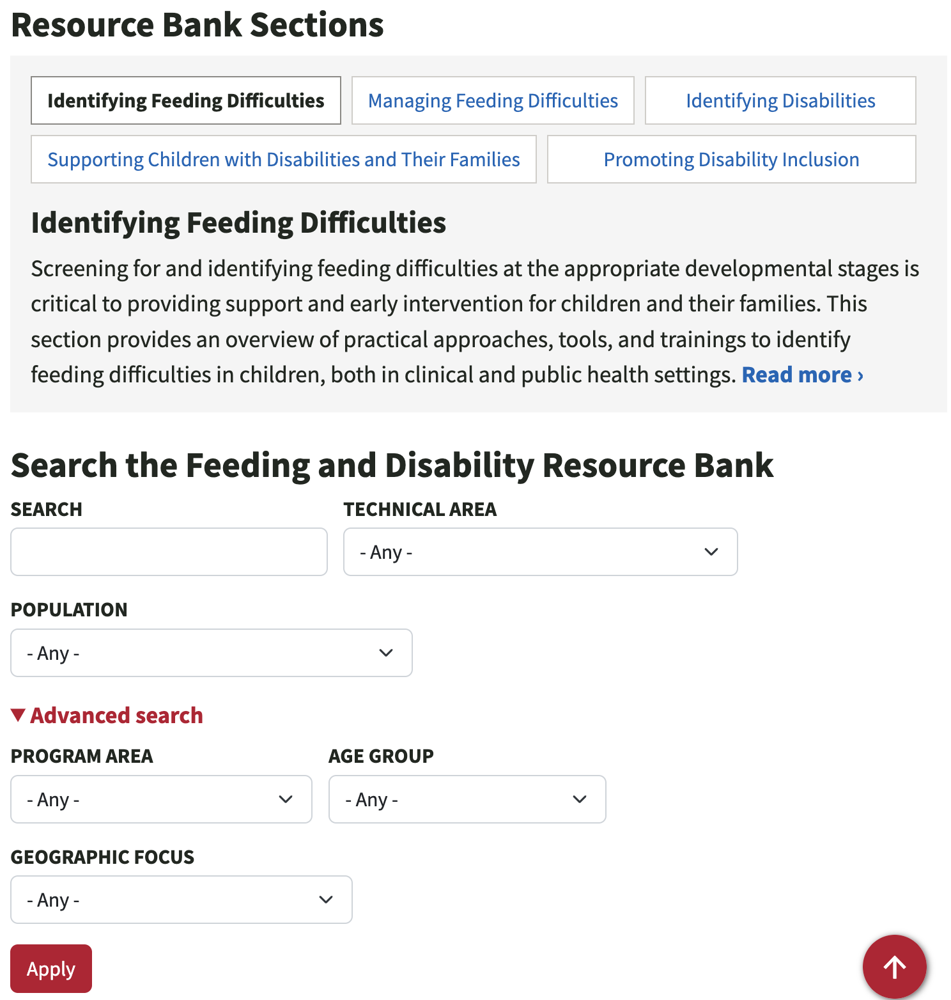 Resource Bank Sections
Identifying Feeding Difficulties
Managing Feeding Difficulties
Identifying Disabilities
Supporting Children with Disabilities and Their Families
Promoting Disability Inclusion
Identifying Feeding Difficulties
Screening for and identifying feeding difficulties at the appropriate developmental stages is
critical to providing support and early intervention for children and their families. This
section provides an overview of practical approaches, tools, and trainings to identify
feeding difficulties in children, both in clinical and public health settings. Read more ›
Search the Feeding and Disability Resource Bank
SEARCH
TECHNICAL AREA
- Any -
POPULATION
- Any -
Advanced search
PROGRAM AREA
AGE GROUP
- Any -
- Any -
GEOGRAPHIC FOCUS
- Any -
Apply